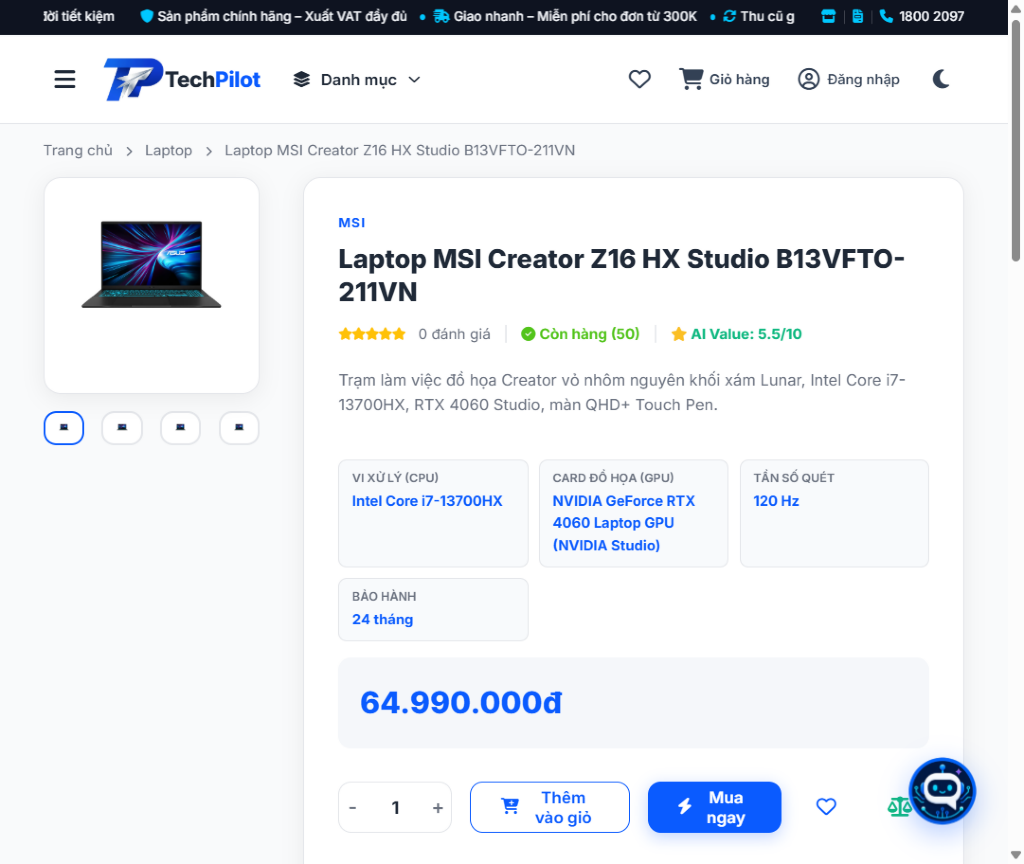 lời tiết kiệm Sản phẩm chính hãng – Xuất VAT đầy đủ • Giao nhanh – Miễn phí cho đơn từ 300K • Thu cũ g 1800 2097
TechPilot Danh mục Giỏ hàng Đăng nhập
Trang chủ > Laptop > Laptop MSI Creator Z16 HX Studio B13VFTO-211VN
ASUS
MSI
Laptop MSI Creator Z16 HX Studio B13VFTO-
211VN
0 đánh giá Còn hàng (50) AI Value: 5.5/10
Trạm làm việc đồ họa Creator vỏ nhôm nguyên khối xám Lunar, Intel Core i7-
13700HX, RTX 4060 Studio, màn QHD+ Touch Pen.
VI XỬ LÝ (CPU) CARD ĐỒ HỌA (GPU) TẦN SỐ QUÉT
Intel Core i7-13700HX NVIDIA GeForce RTX 120 Hz
4060 Laptop GPU
(NVIDIA Studio)
BẢO HÀNH
24 tháng
64.990.000đ
- 1 + Thêm
vào giỏ
Mua
ngay